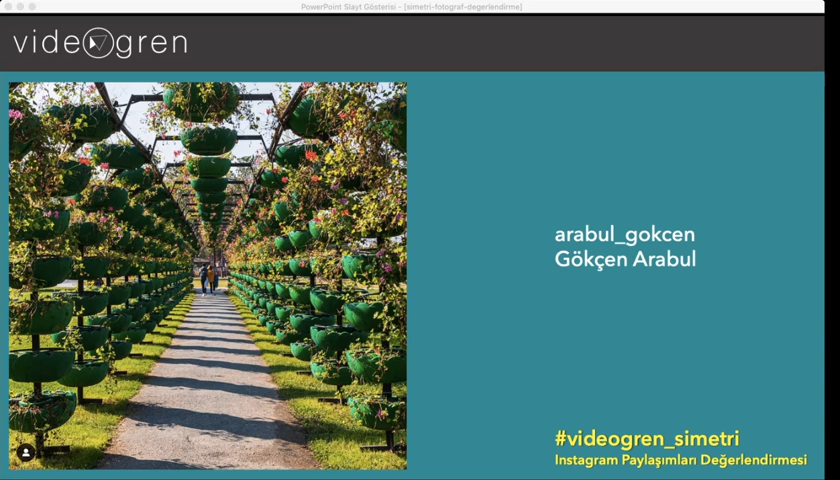 PowerPoint Slayt Gösterisi - [simetri-fotograf-degerlendirme]
videogren
arabul_gokcen
Gökçen Arabul
#videogren_simetri
Instagram Paylaşımları Değerlendirmesi